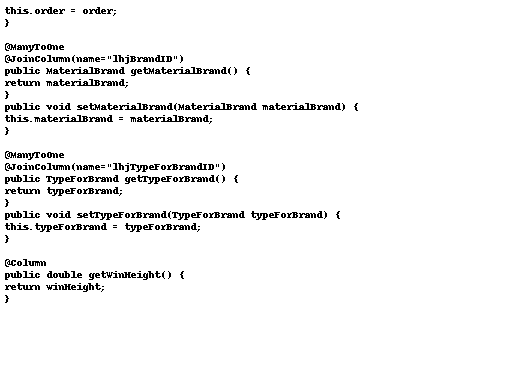 this.order = order;
}
@ManyToOne
@JoinColumn(name="lhjBrandID")
public MaterialBrand getMaterialBrand() {
return materialBrand;
}
public void setMaterialBrand(MaterialBrand materialBrand) {
this.materialBrand = materialBrand;
}
@ManyToOne
@JoinColumn(name="lhjTypeForBrandID")
public TypeForBrand getTypeForBrand() {
return typeForBrand;
}
public void setTypeForBrand(TypeForBrand typeForBrand) {
this.typeForBrand = typeForBrand;
}
@Column
public double getWinHeight() {
return winHeight;
}